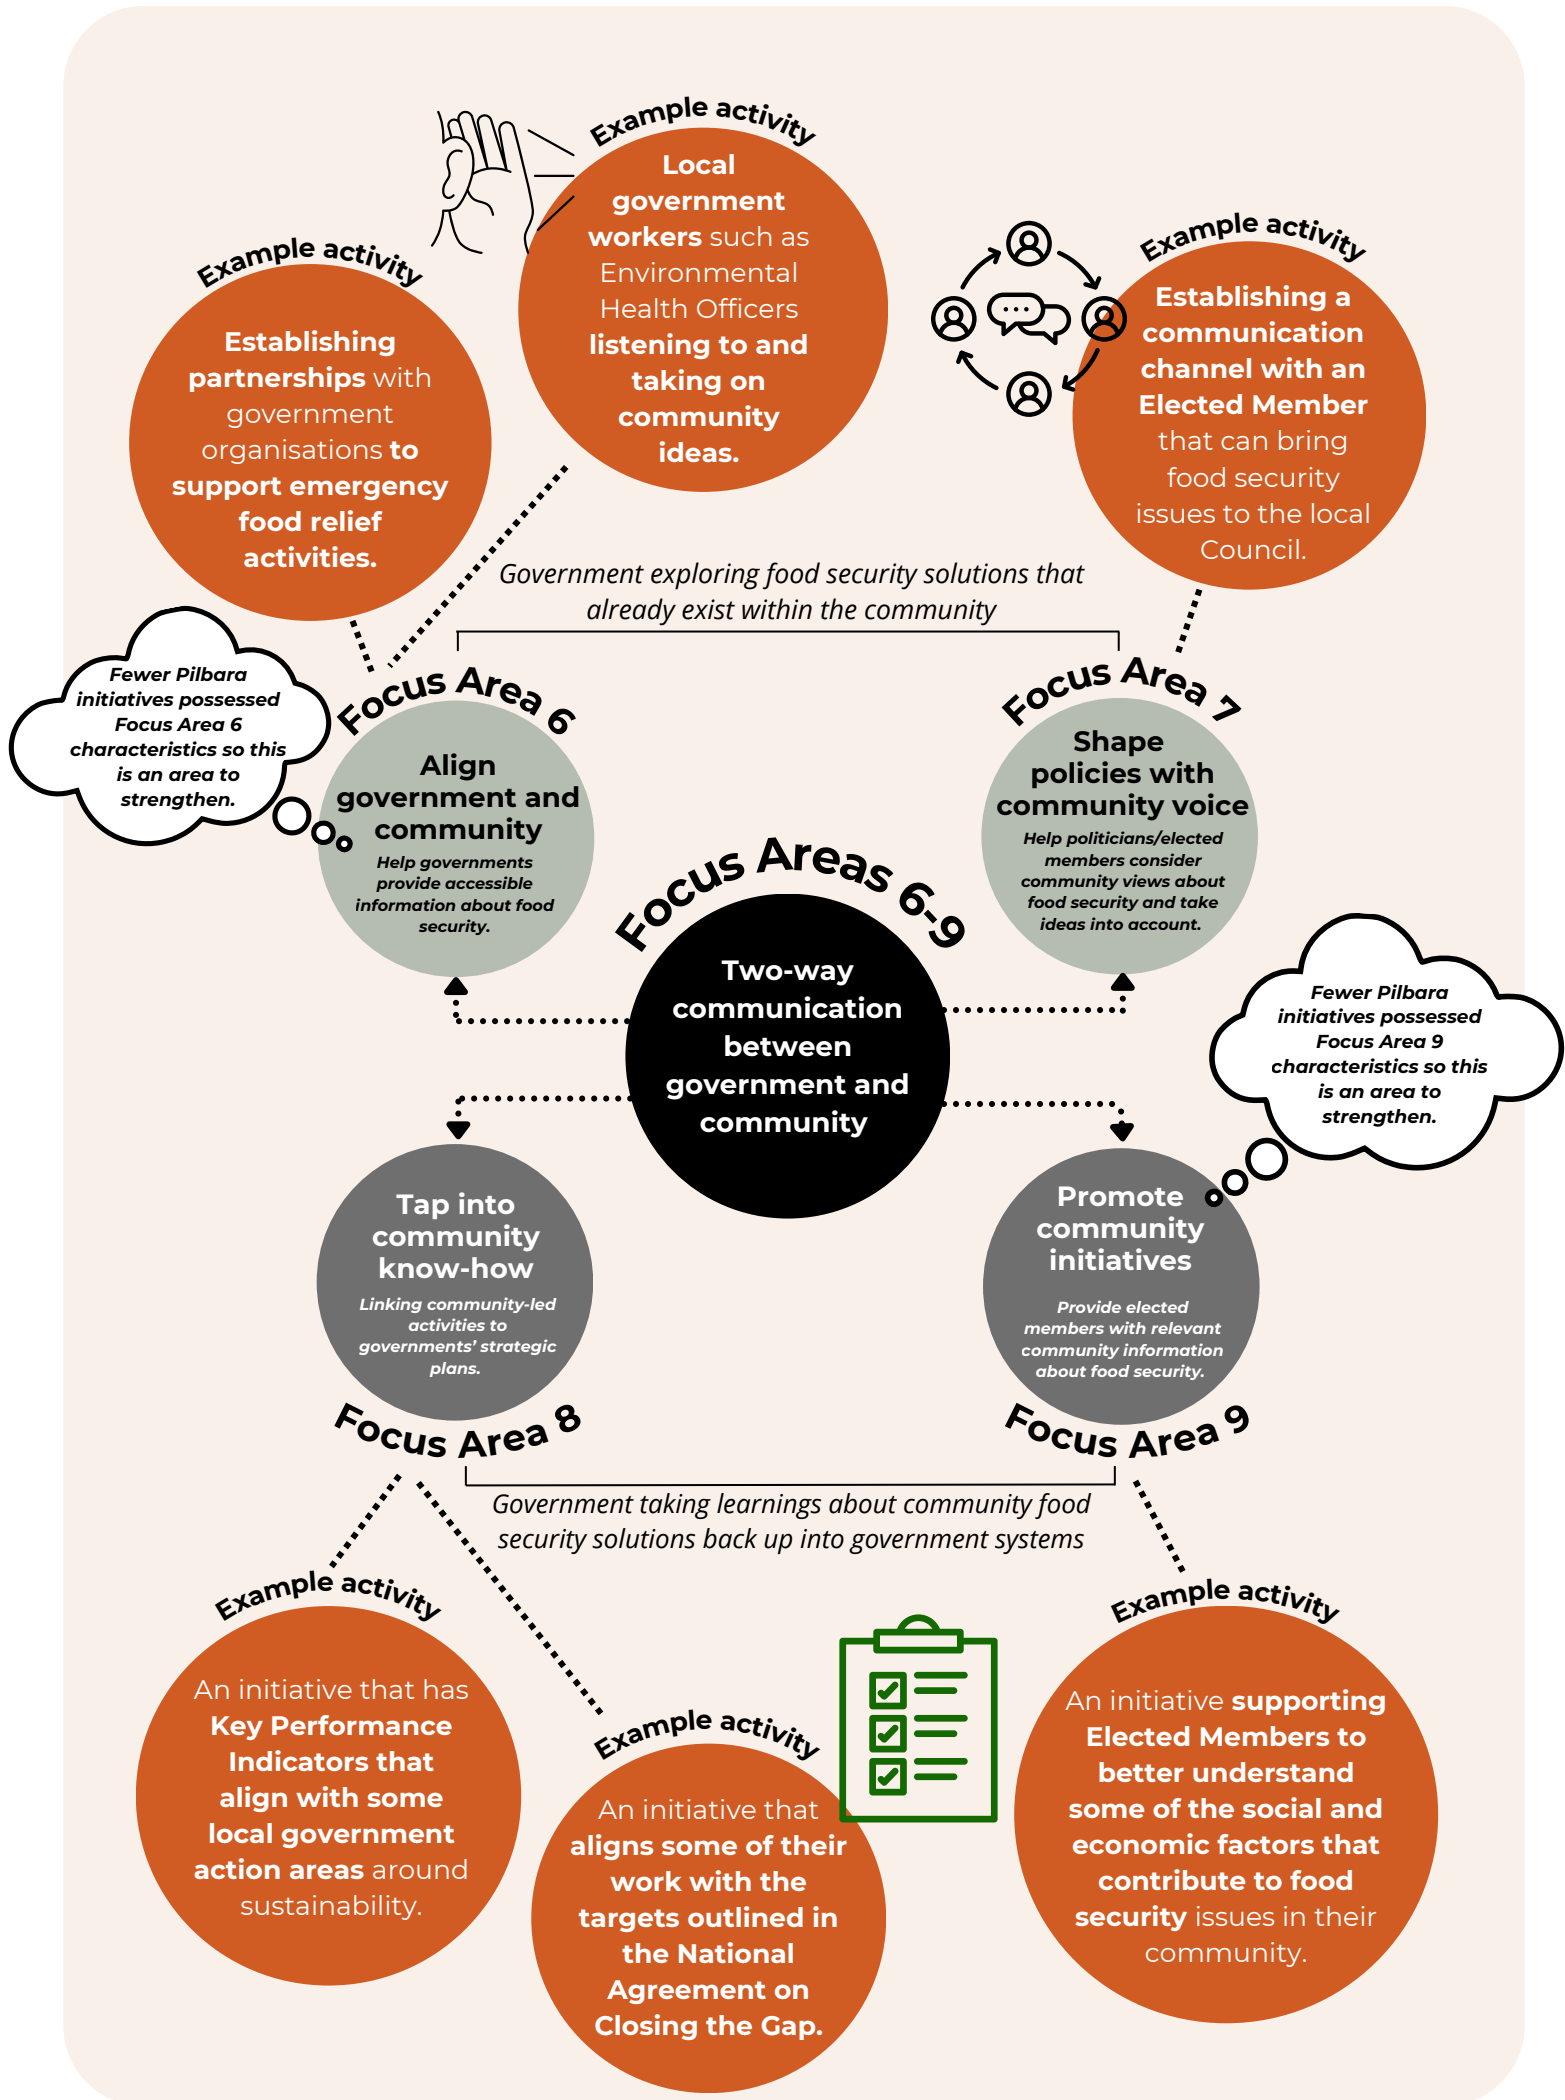 Example activity
Local
government
workers such as
Environmental
Health Officers
listening to and
taking on
community
ideas.
Example activity
Establishing
partnerships with
government
organisations to
support emergency
food relief
activities.
Example activity
Establishing a
communication
channel with an
Elected Member
that can bring
food security
issues to the local
Council.
Government exploring food security solutions that
already exist within the community
Fewer Pilbara
initiatives possessed
Focus Area 6
characteristics so this
is an area to
strengthen.
Focus Area 6
Align
government and
community
Help governments
provide accessible
information about food
security.
Focus Area 7
Shape
policies with
community voice
Help politicians/elected
members consider
community views about
food security and take
ideas into account.
Focus Areas 6-9
Two-way
communication
between
government and
community
Fewer Pilbara
initiatives possessed
Focus Area 9
characteristics so this
is an area to
strengthen.
Tap into
community
know-how
Linking community-led
activities to
governments’ strategic
plans.
Focus Area 8
Promote
community
initiatives
Provide elected
members with relevant
community information
about food security.
Focus Area 9
Government taking learnings about community food
security solutions back up into government systems
Example activity
An initiative that has
Key Performance
Indicators that
align with some
local government
action areas around
sustainability.
Example activity
An initiative that
aligns some of their
work with the
targets outlined in
the National
Agreement on
Closing the Gap.
Example activity
An initiative supporting
Elected Members to
better understand
some of the social and
economic factors that
contribute to food
security issues in their
community.